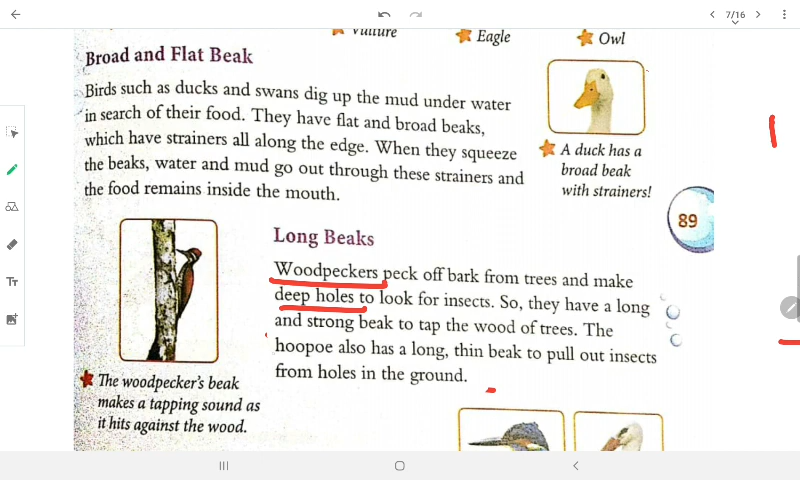 7/16
Vulture
Eagle
Owl
Broad and Flat Beak
Birds such as ducks and swans dig up the mud under water
in search of their food. They have flat and broad beaks,
which have strainers all along the edge. When they squeeze
the beaks, water and mud go out through these strainers and
the food remains inside the mouth.
A duck has a
broad beak
with strainers!
89
Long Beaks
Woodpeckers peck off bark from trees and make
deep holes to look for insects. So, they have a long
and strong beak to tap the wood of trees. The
hoopoe also has a long, thin beak to pull out insects
from holes in the ground.
The woodpecker's beak
makes a tapping sound as
it hits against the wood.
Tт